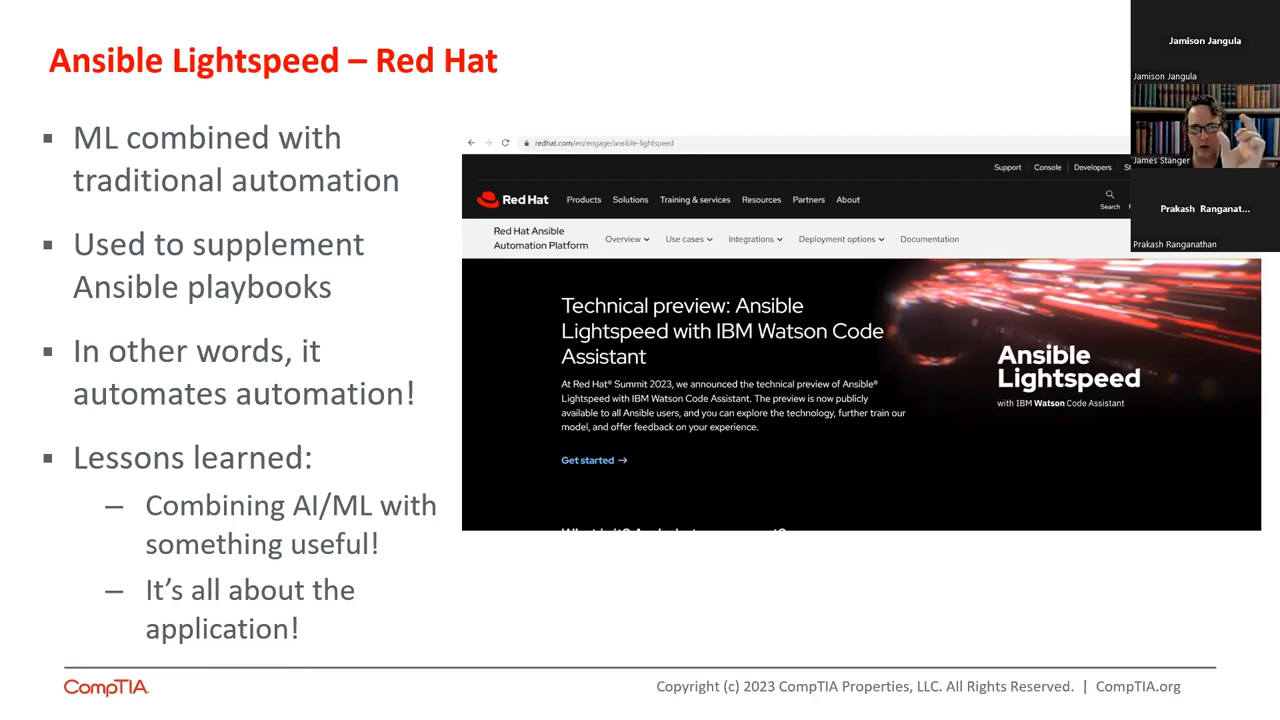 Ansible Lightspeed – Red Hat
▪ ML combined with
traditional automation
▪ Used to supplement
Ansible playbooks
▪ In other words, it
automates automation!
▪ Lessons learned:
– Combining AI/ML with
something useful!
– It's all about the
application!
redhat.com/en/engage/ansible-lightspeed
Support Console Developers
Red Hat Products Solutions Training & services Resources Partners About
Search
Red Hat Ansible
Automation Platform
Overview Use cases Integrations Deployment options Documentation
Technical preview: Ansible
Lightspeed with IBM Watson Code
Assistant
At Red Hat® Summit 2023, we announced the technical preview of Ansible®
Lightspeed with IBM Watson Code Assistant. The preview is now publicly
available to all Ansible users, and you can explore the technology, further train our
model, and offer feedback on your experience.
Get started →
Ansible
Lightspeed
with IBM Watson Code Assistant
Jamison Jangula
Jamison Jangula
James Stanger
Prakash Ranganat...
Prakash Ranganathan
CompTIA.
Copyright (c) 2023 CompTIA Properties, LLC. All Rights Reserved. | CompTIA.org